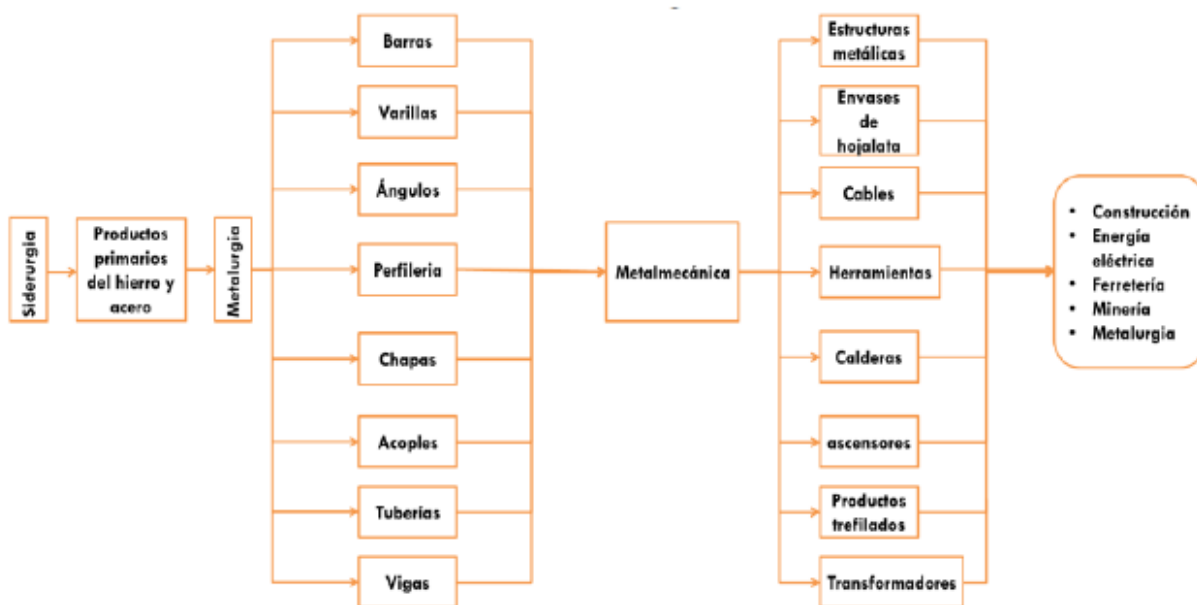 Siderurgia
Productos
primarios
del hierro y
acero
Metalurgia
Barras
Varillas
Ángulos
Perfileria
Chapas
Acoples
Tuberías
Vigas
Metalmecánica
Estructuras
metálicas
Envases
de
hojalata
Cables
Herramientas
Calderas
ascensores
Productos
trefilados
Transformadores
• Construcción
• Energía
eléctrica
• Ferretería
• Minería
• Metalurgia